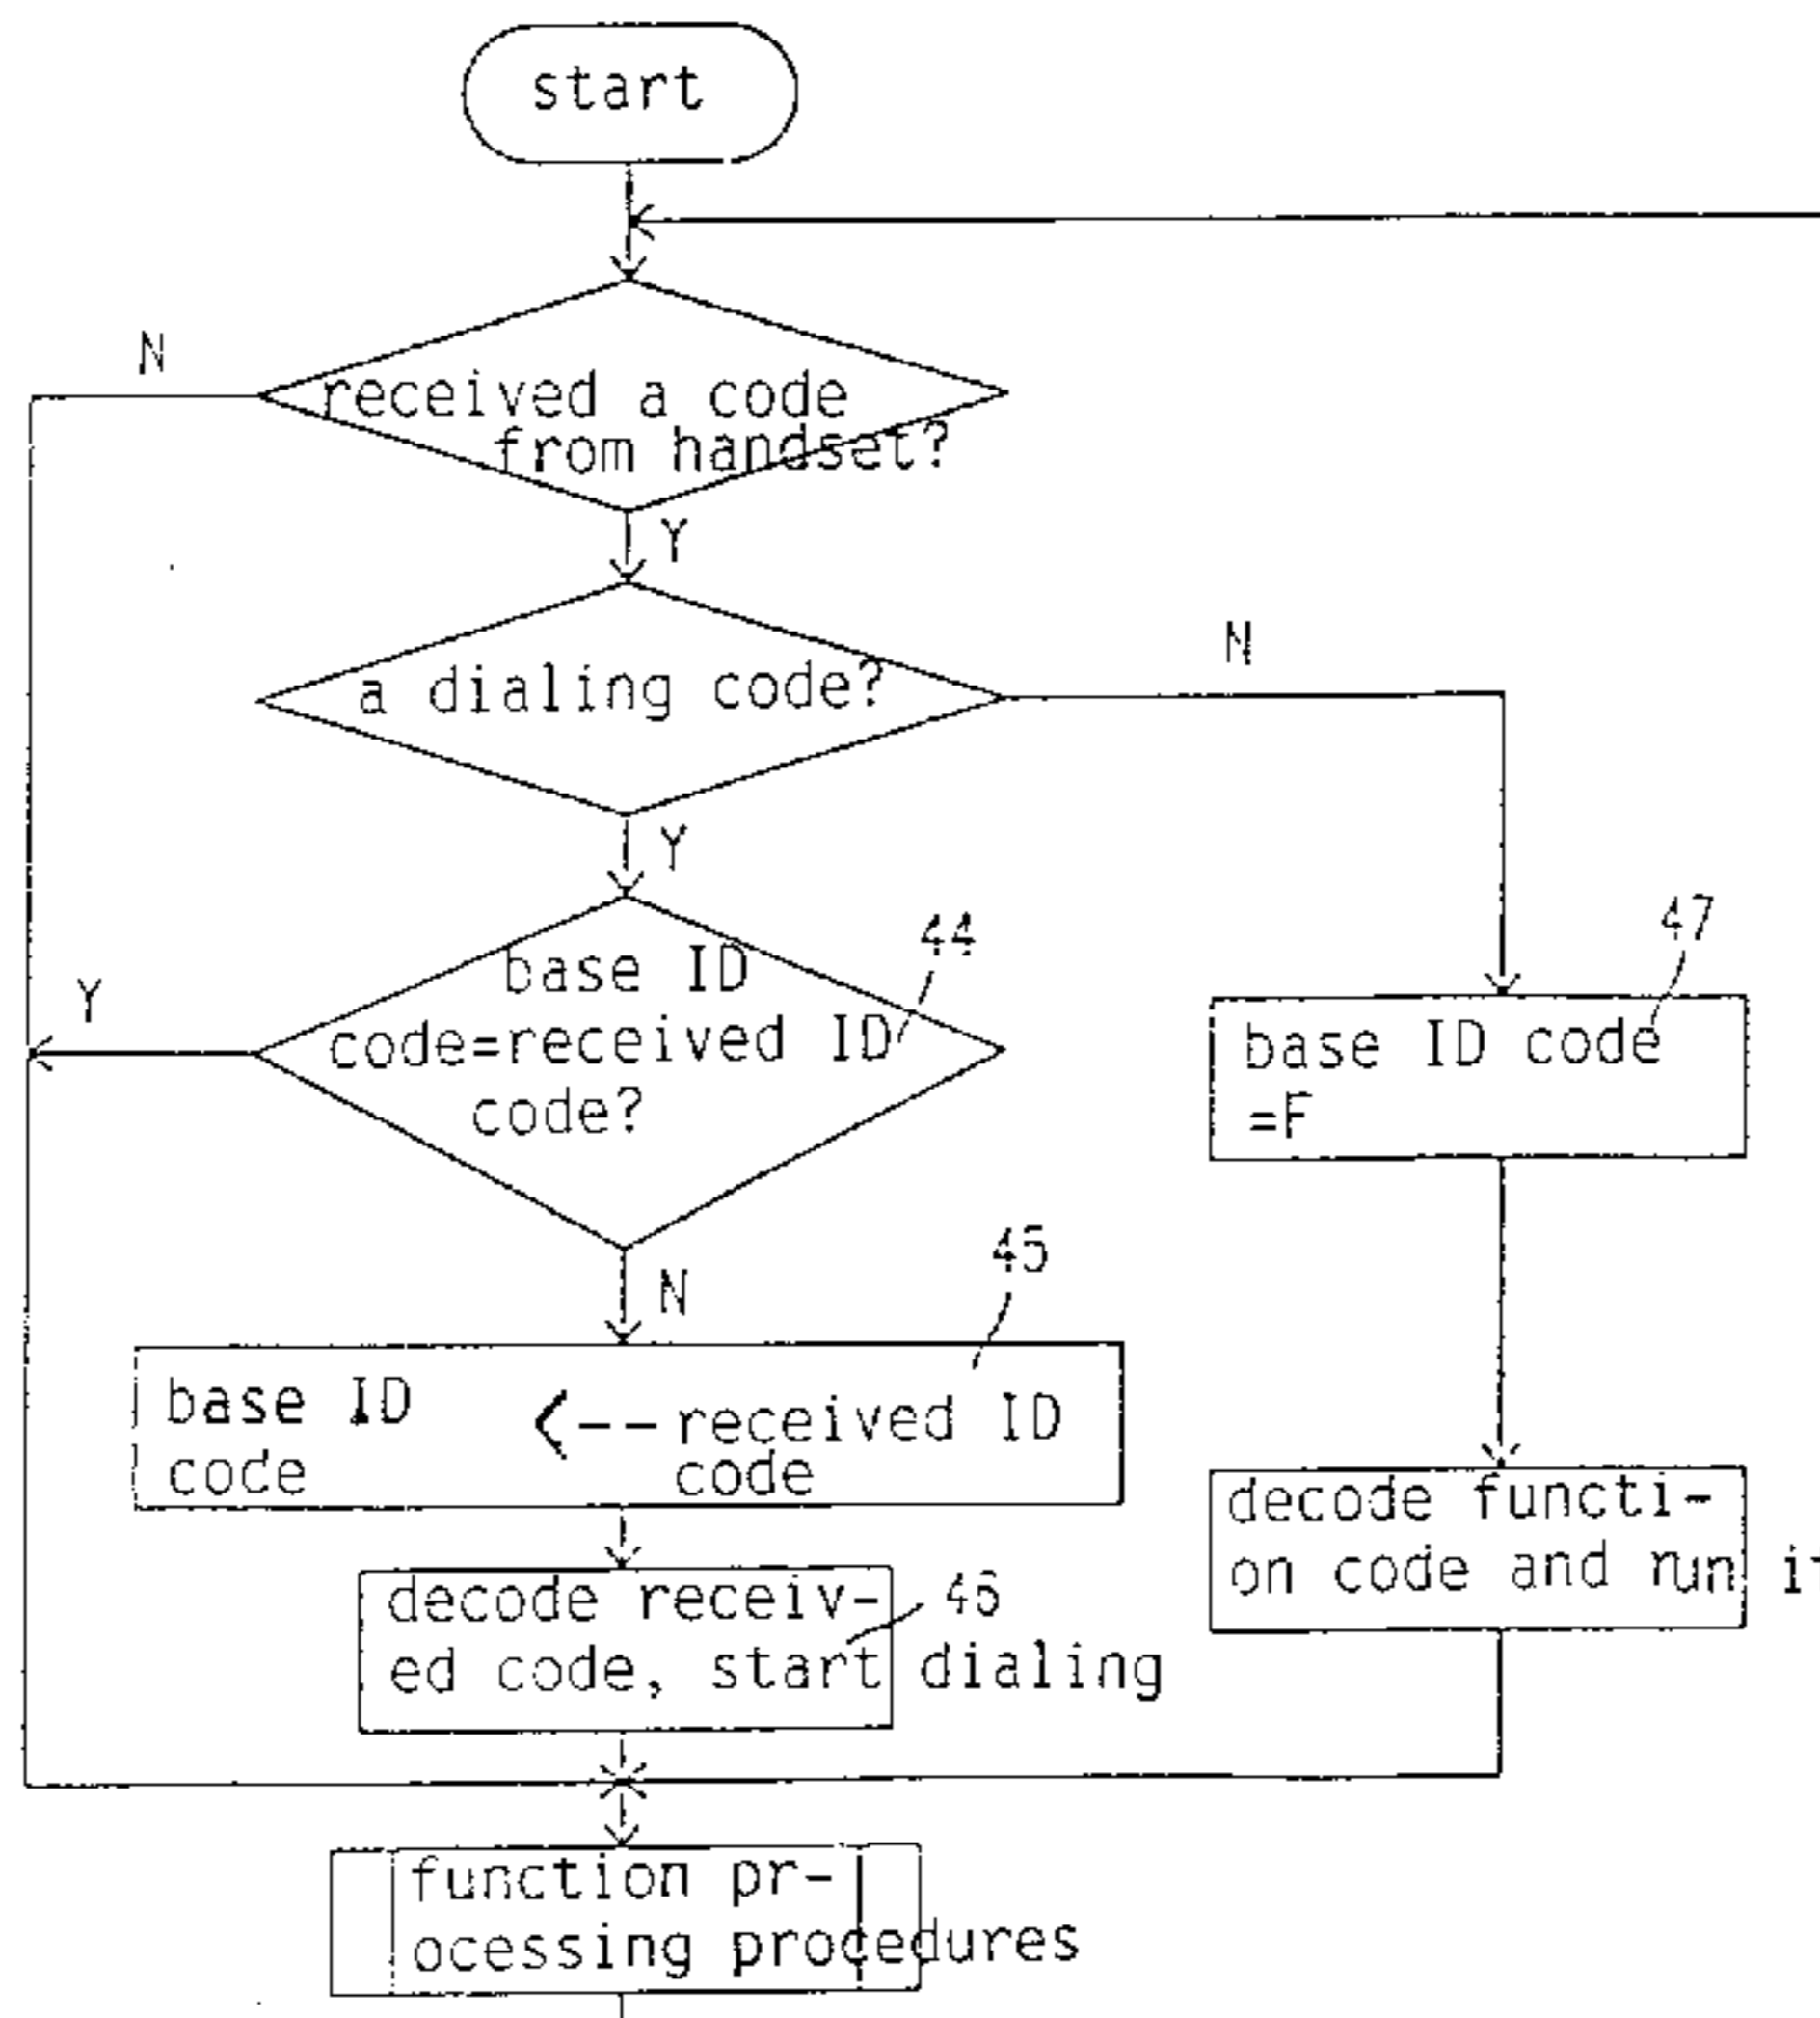 start
N
received a code
from handset?
Y
a dialing code?
N
Y
44
base ID
code=received ID
code?
Y
47
base ID code
=F
N
45
base ID
code
<--received ID
code
decode functi-
on code and run it
decode receiv-
ed code, start dialing
46
function pr-
ocessing procedures